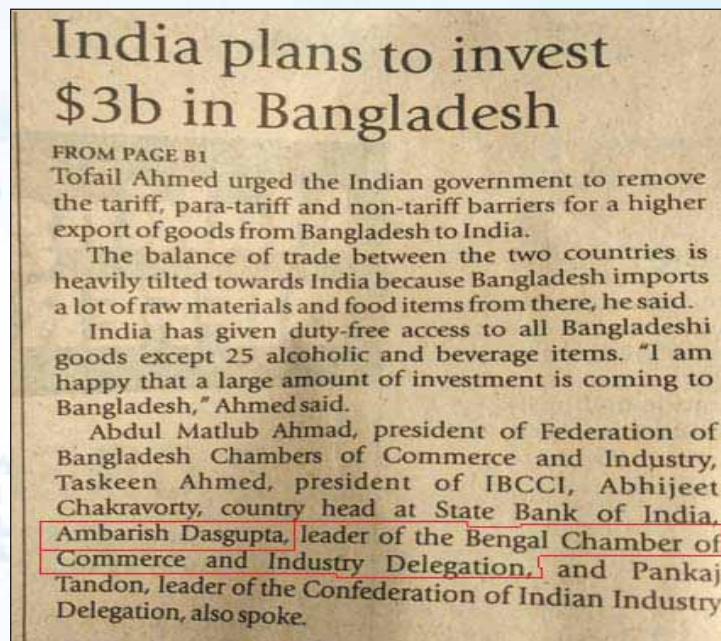 India plans to invest
$3b in Bangladesh
FROM PAGE B1
Tofail Ahmed urged the Indian government to remove
the tariff, para-tariff and non-tariff barriers for a higher
export of goods from Bangladesh to India.
The balance of trade between the two countries is
heavily tilted towards India because Bangladesh imports
a lot of raw materials and food items from there, he said.
India has given duty-free access to all Bangladeshi
goods except 25 alcoholic and beverage items. "I am
happy that a large amount of investment is coming to
Bangladesh," Ahmed said.
Abdul Matlub Ahmad, president of Federation of
Bangladesh Chambers of Commerce and Industry,
Taskeen Ahmed, president of IBCCI, Abhijeet
Chakravorty, country head at State Bank of India,
Ambarish Dasgupta, leader of the Bengal Chamber of
Commerce and Industry Delegation, and Pankaj
Tandon, leader of the Confederation of Indian Industry
Delegation, also spoke.